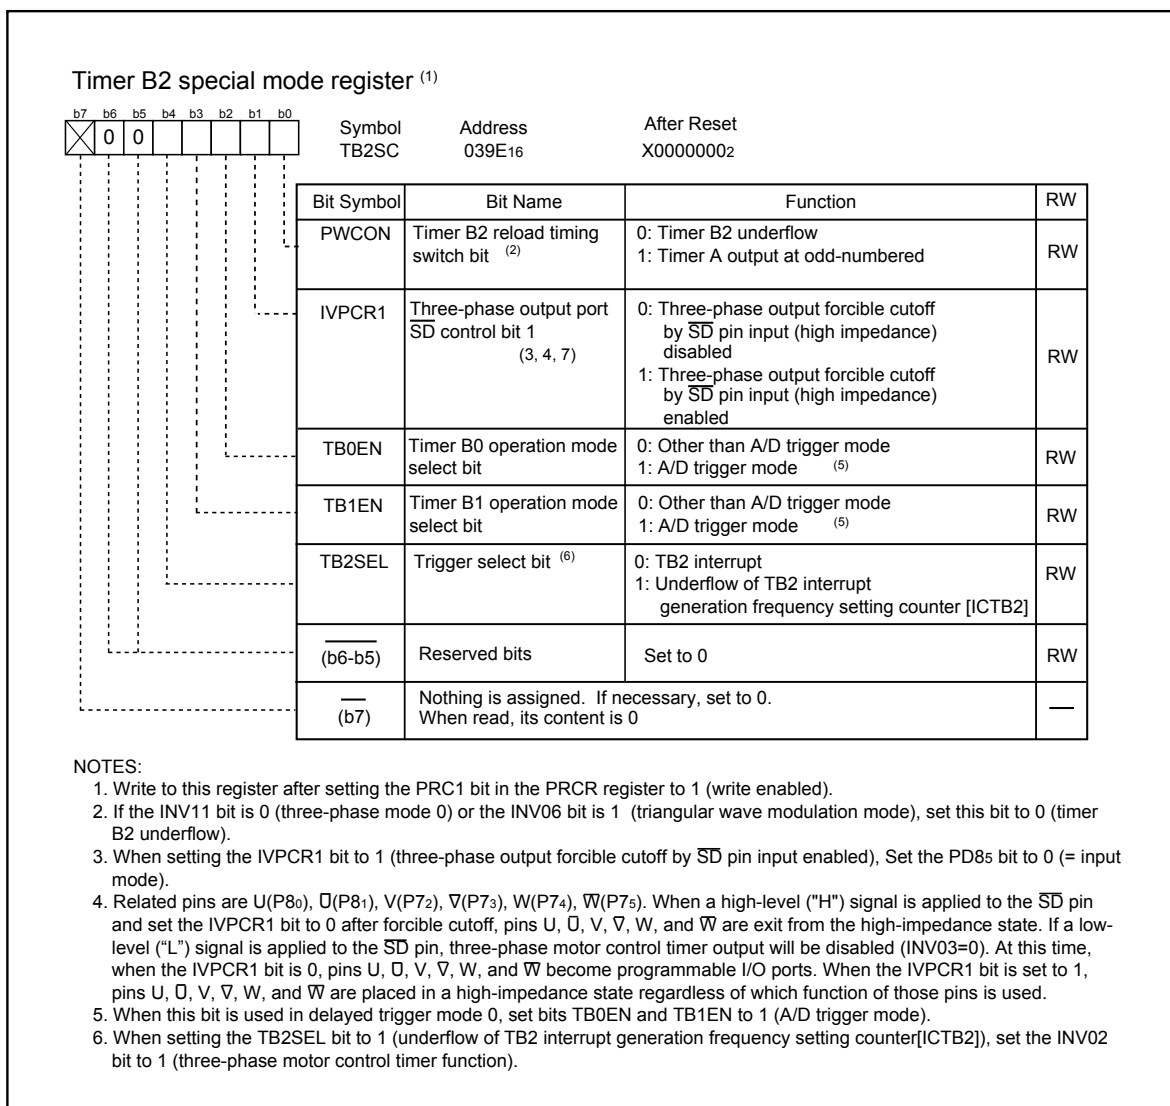 Timer B2 special mode register (1)
b7 b6 b5 b4 b3 b2 b1 b0
0 0
Symbol Address After Reset
TB2SC 039E16 X00000002
Bit Symbol Bit Name Function RW
PWCON Timer B2 reload timing switch bit (2) 0: Timer B2 underflow
1: Timer A output at odd-numbered RW
IVPCR1 Three-phase output port
S̅D̅ control bit 1
(3, 4, 7)
0: Three-phase output forcible cutoff
by S̅D̅ pin input (high impedance)
disabled
1: Three-phase output forcible cutoff
by S̅D̅ pin input (high impedance)
enabled
RW
TB0EN Timer B0 operation mode
select bit
0: Other than A/D trigger mode
1: A/D trigger mode (5)
RW
TB1EN Timer B1 operation mode
select bit
0: Other than A/D trigger mode
1: A/D trigger mode (5)
RW
TB2SEL Trigger select bit (6)
0: TB2 interrupt
1: Underflow of TB2 interrupt
generation frequency setting counter [ICTB2]
RW
(b6-b5) Reserved bits Set to 0 RW
(b7)
Nothing is assigned. If necessary, set to 0.
When read, its content is 0
—
NOTES:
1. Write to this register after setting the PRC1 bit in the PRCR register to 1 (write enabled).
2. If the INV11 bit is 0 (three-phase mode 0) or the INV06 bit is 1 (triangular wave modulation mode), set this bit to 0 (timer
B2 underflow).
3. When setting the IVPCR1 bit to 1 (three-phase output forcible cutoff by S̅D̅ pin input enabled), Set the PD85 bit to 0 (= input
mode).
4. Related pins are U(P80), U̅(P81), V(P72), V̅(P73), W(P74), W̅(P75). When a high-level ("H") signal is applied to the S̅D̅ pin
and set the IVPCR1 bit to 0 after forcible cutoff, pins U, U̅, V, V̅, W, and W̅ are exit from the high-impedance state. If a low-
level (“L”) signal is applied to the S̅D̅ pin, three-phase motor control timer output will be disabled (INV03=0). At this time,
when the IVPCR1 bit is 0, pins U, U̅, V, V̅, W, and W̅ become programmable I/O ports. When the IVPCR1 bit is set to 1,
pins U, U̅, V, V̅, W, and W̅ are placed in a high-impedance state regardless of which function of those pins is used.
5. When this bit is used in delayed trigger mode 0, set bits TB0EN and TB1EN to 1 (A/D trigger mode).
6. When setting the TB2SEL bit to 1 (underflow of TB2 interrupt generation frequency setting counter[ICTB2]), set the INV02
bit to 1 (three-phase motor control timer function).